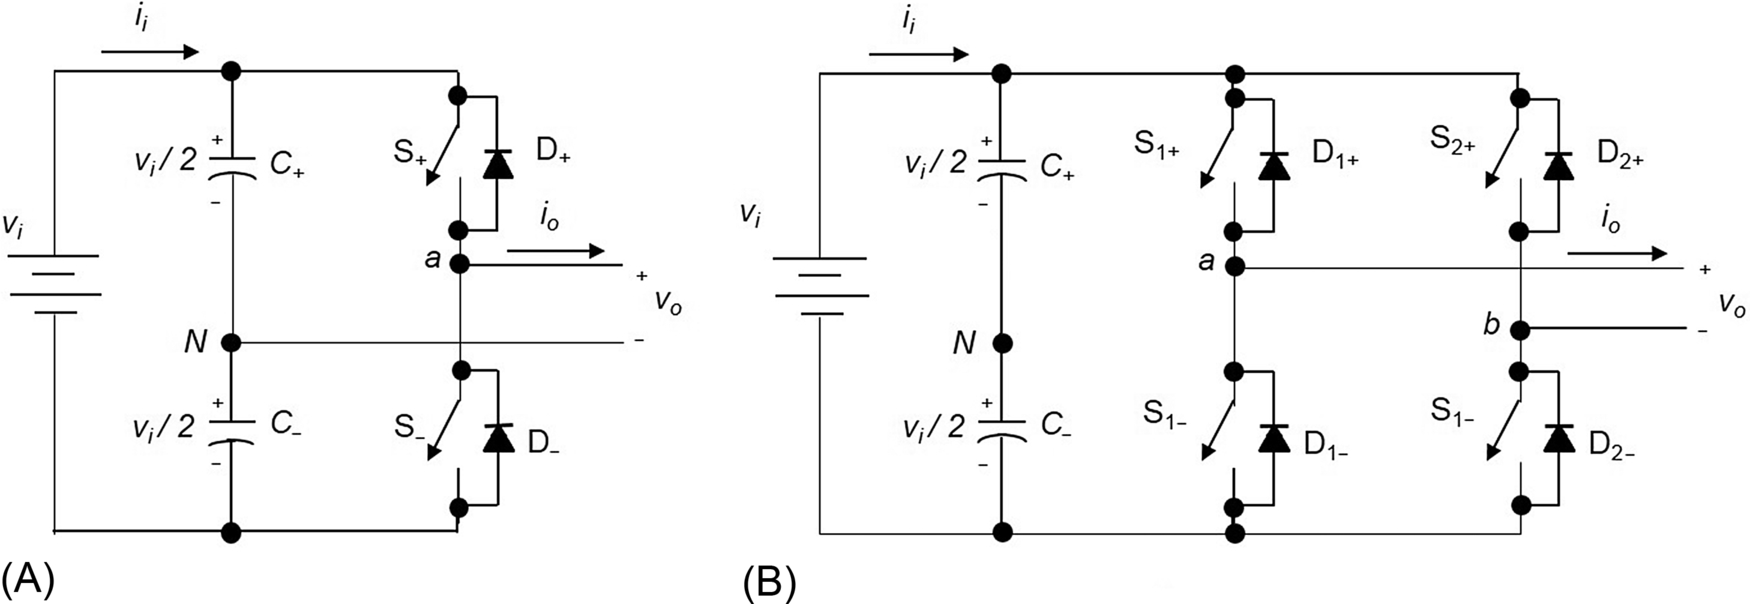 i_i
v_i
v_i / 2
+
−
C_+
N
v_i / 2
+
−
C_−
S_+
D_+
a
i_o
+
v_o
−
S_−
D_−
(A)
i_i
v_i
v_i / 2
+
−
C_+
N
v_i / 2
+
−
C_−
S_1+
D_1+
a
S_1−
D_1−
S_2+
D_2+
b
i_o
+
v_o
−
S_1−
D_2−
(B)